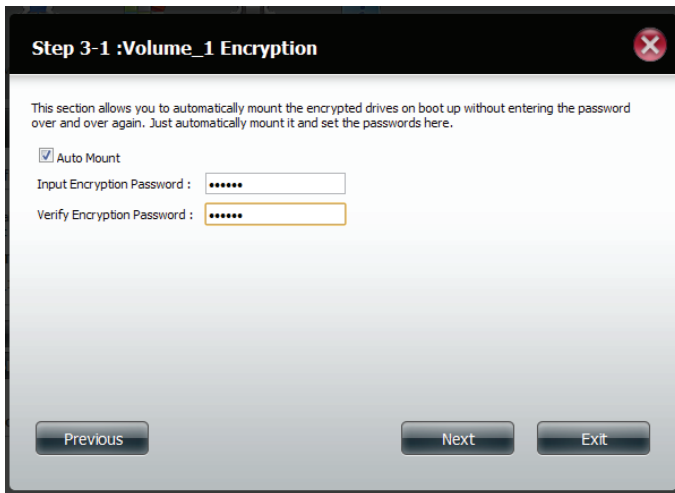 Step 3-1 :Volume_1 Encryption
This section allows you to automatically mount the encrypted drives on boot up without entering the password
over and over again. Just automatically mount it and set the passwords here.
Auto Mount
Input Encryption Password : ••••••
Verify Encryption Password : ••••••
Previous Next Exit